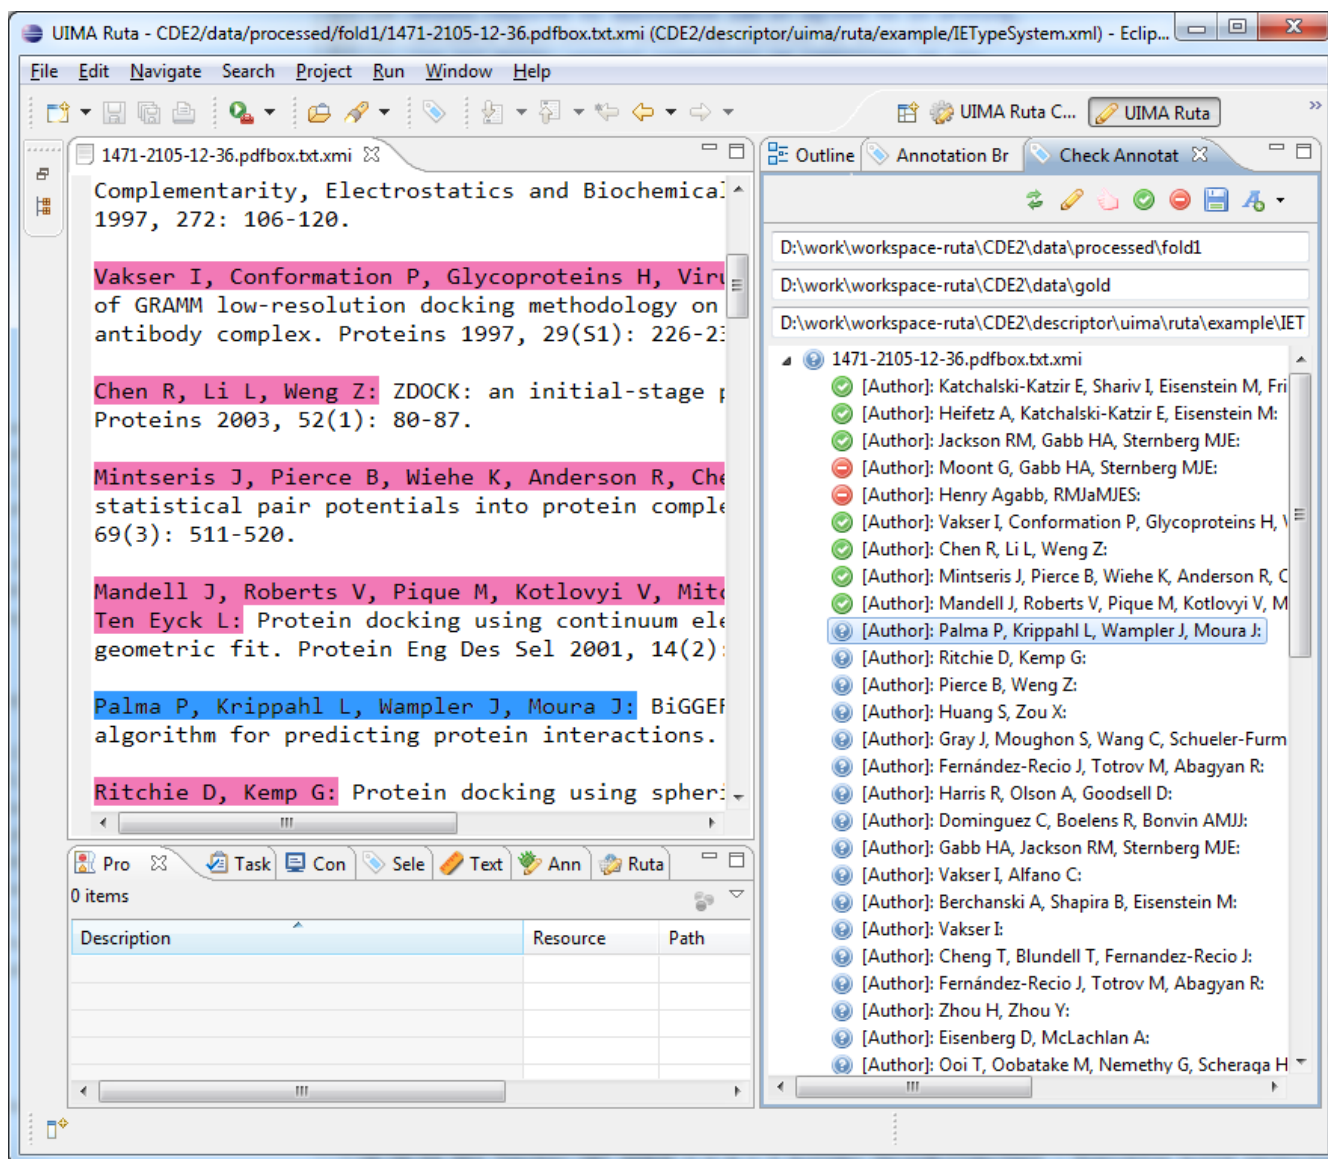 UIMA Ruta - CDE2/data/processed/fold1/1471-2105-12-36.pdfbox.txt.xmi (CDE2/descriptor/uima/ruta/example/IETypeSystem.xml) - Eclip...
File Edit Navigate Search Project Run Window Help
UIMA Ruta C... UIMA Ruta
1471-2105-12-36.pdfbox.txt.xmi
Complementarity, Electrostatics and Biochemical
1997, 272: 106-120.
Vakser I, Conformation P, Glycoproteins H, Viru
of GRAMM low-resolution docking methodology on
antibody complex. Proteins 1997, 29(S1): 226-23
Chen R, Li L, Weng Z: ZDOCK: an initial-stage p
Proteins 2003, 52(1): 80-87.
Mintseris J, Pierce B, Wiehe K, Anderson R, Che
statistical pair potentials into protein comple
69(3): 511-520.
Mandell J, Roberts V, Pique M, Kotlovyi V, Mitc
Ten Eyck L: Protein docking using continuum ele
geometric fit. Protein Eng Des Sel 2001, 14(2):
Palma P, Krippahl L, Wampler J, Moura J: BiGGER
algorithm for predicting protein interactions.
Ritchie D, Kemp G: Protein docking using spheri
Pro Task Con Sele Text Ann Ruta
0 items
Description Resource Path
Outline Annotation Br Check Annotat
D:\work\workspace-ruta\CDE2\data\processed\fold1
D:\work\workspace-ruta\CDE2\data\gold
D:\work\workspace-ruta\CDE2\descriptor\uima\ruta\example\IET
1471-2105-12-36.pdfbox.txt.xmi
[Author]: Katchalski-Katzir E, Shariv I, Eisenstein M, Fri
[Author]: Heifetz A, Katchalski-Katzir E, Eisenstein M:
[Author]: Jackson RM, Gabb HA, Sternberg MJE:
[Author]: Moont G, Gabb HA, Sternberg MJE:
[Author]: Henry Agabb, RMJaMJES:
[Author]: Vakser I, Conformation P, Glycoproteins H, V
[Author]: Chen R, Li L, Weng Z:
[Author]: Mintseris J, Pierce B, Wiehe K, Anderson R, C
[Author]: Mandell J, Roberts V, Pique M, Kotlovyi V, M
[Author]: Palma P, Krippahl L, Wampler J, Moura J:
[Author]: Ritchie D, Kemp G:
[Author]: Pierce B, Weng Z:
[Author]: Huang S, Zou X:
[Author]: Gray J, Moughon S, Wang C, Schueler-Furm
[Author]: Fernández-Recio J, Totrov M, Abagyan R:
[Author]: Harris R, Olson A, Goodsell D:
[Author]: Dominguez C, Boelens R, Bonvin AMJJ:
[Author]: Gabb HA, Jackson RM, Sternberg MJE:
[Author]: Vakser I, Alfano C:
[Author]: Berchanski A, Shapira B, Eisenstein M:
[Author]: Vakser I:
[Author]: Cheng T, Blundell T, Fernandez-Recio J:
[Author]: Fernández-Recio J, Totrov M, Abagyan R:
[Author]: Zhou H, Zhou Y:
[Author]: Eisenberg D, McLachlan A:
[Author]: Ooi T, Oobatake M, Nemethy G, Scheraga H